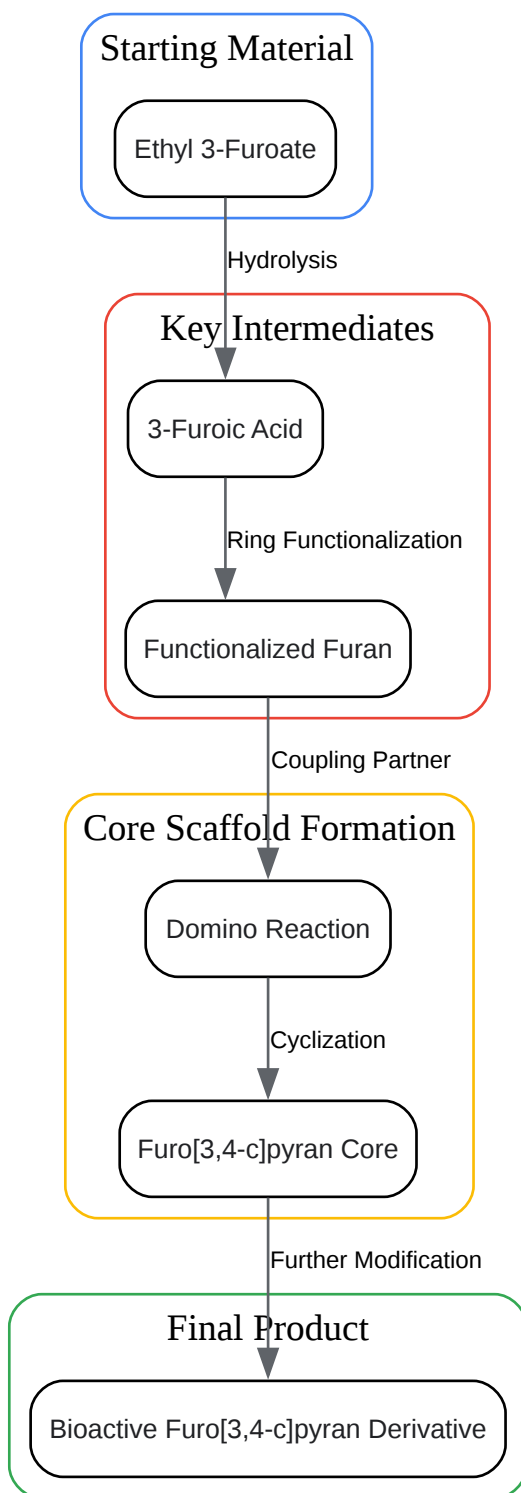 Starting Material
Ethyl 3-Furoate
Hydrolysis
Key Intermediates
3-Furoic Acid
Ring Functionalization
Functionalized Furan
Coupling Partner
Core Scaffold Formation
Domino Reaction
Cyclization
Furo[3,4-c]pyran Core
Further Modification
Final Product
Bioactive Furo[3,4-c]pyran Derivative